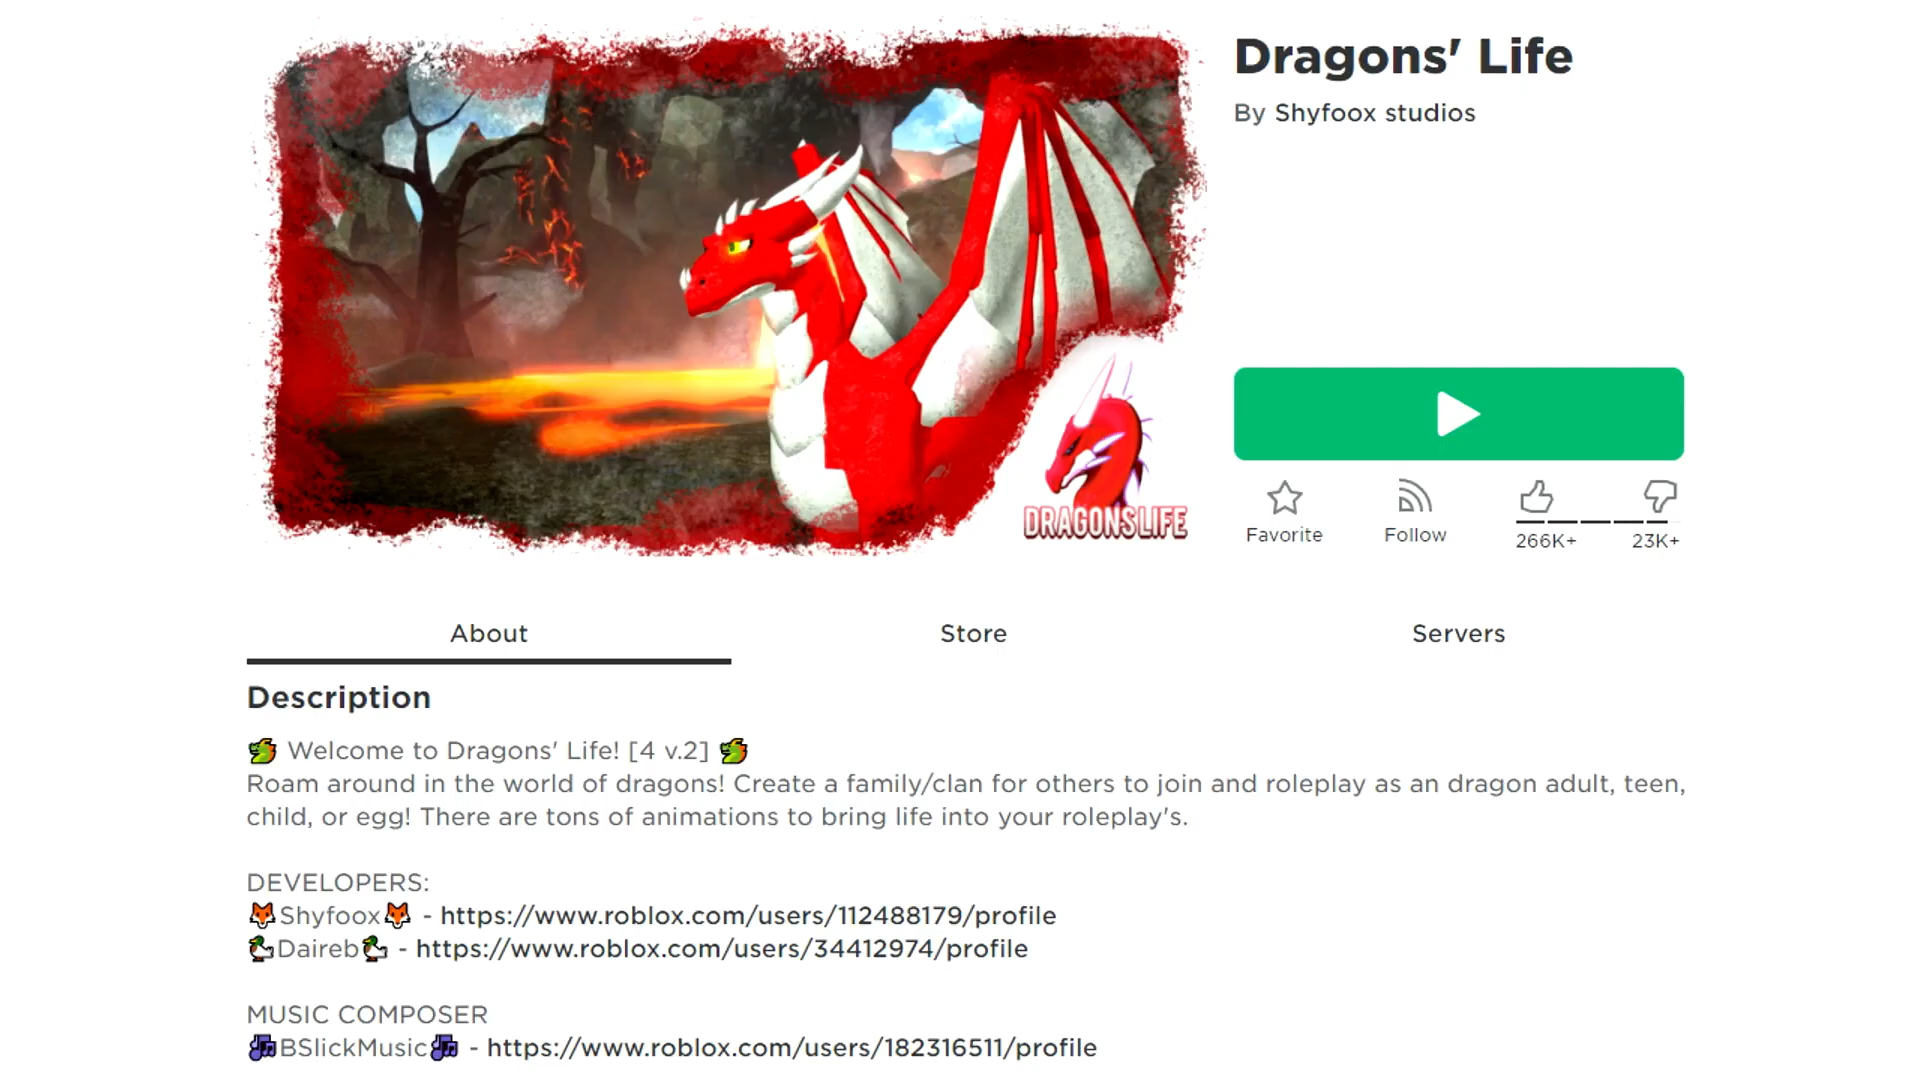 Dragons' Life
By Shyfoox studios
DRAGONS LIFE
Favorite
Follow
266K+
23K+
About
Store
Servers
Description
🐲 Welcome to Dragons' Life! [4 v.2] 🐲
Roam around in the world of dragons! Create a family/clan for others to join and roleplay as an dragon adult, teen,
child, or egg! There are tons of animations to bring life into your roleplay's.
DEVELOPERS:
🦊Shyfoox🦊 - https://www.roblox.com/users/112488179/profile
🦆Daireb🦆 - https://www.roblox.com/users/34412974/profile
MUSIC COMPOSER
🎶BSlickMusic🎶 - https://www.roblox.com/users/182316511/profile